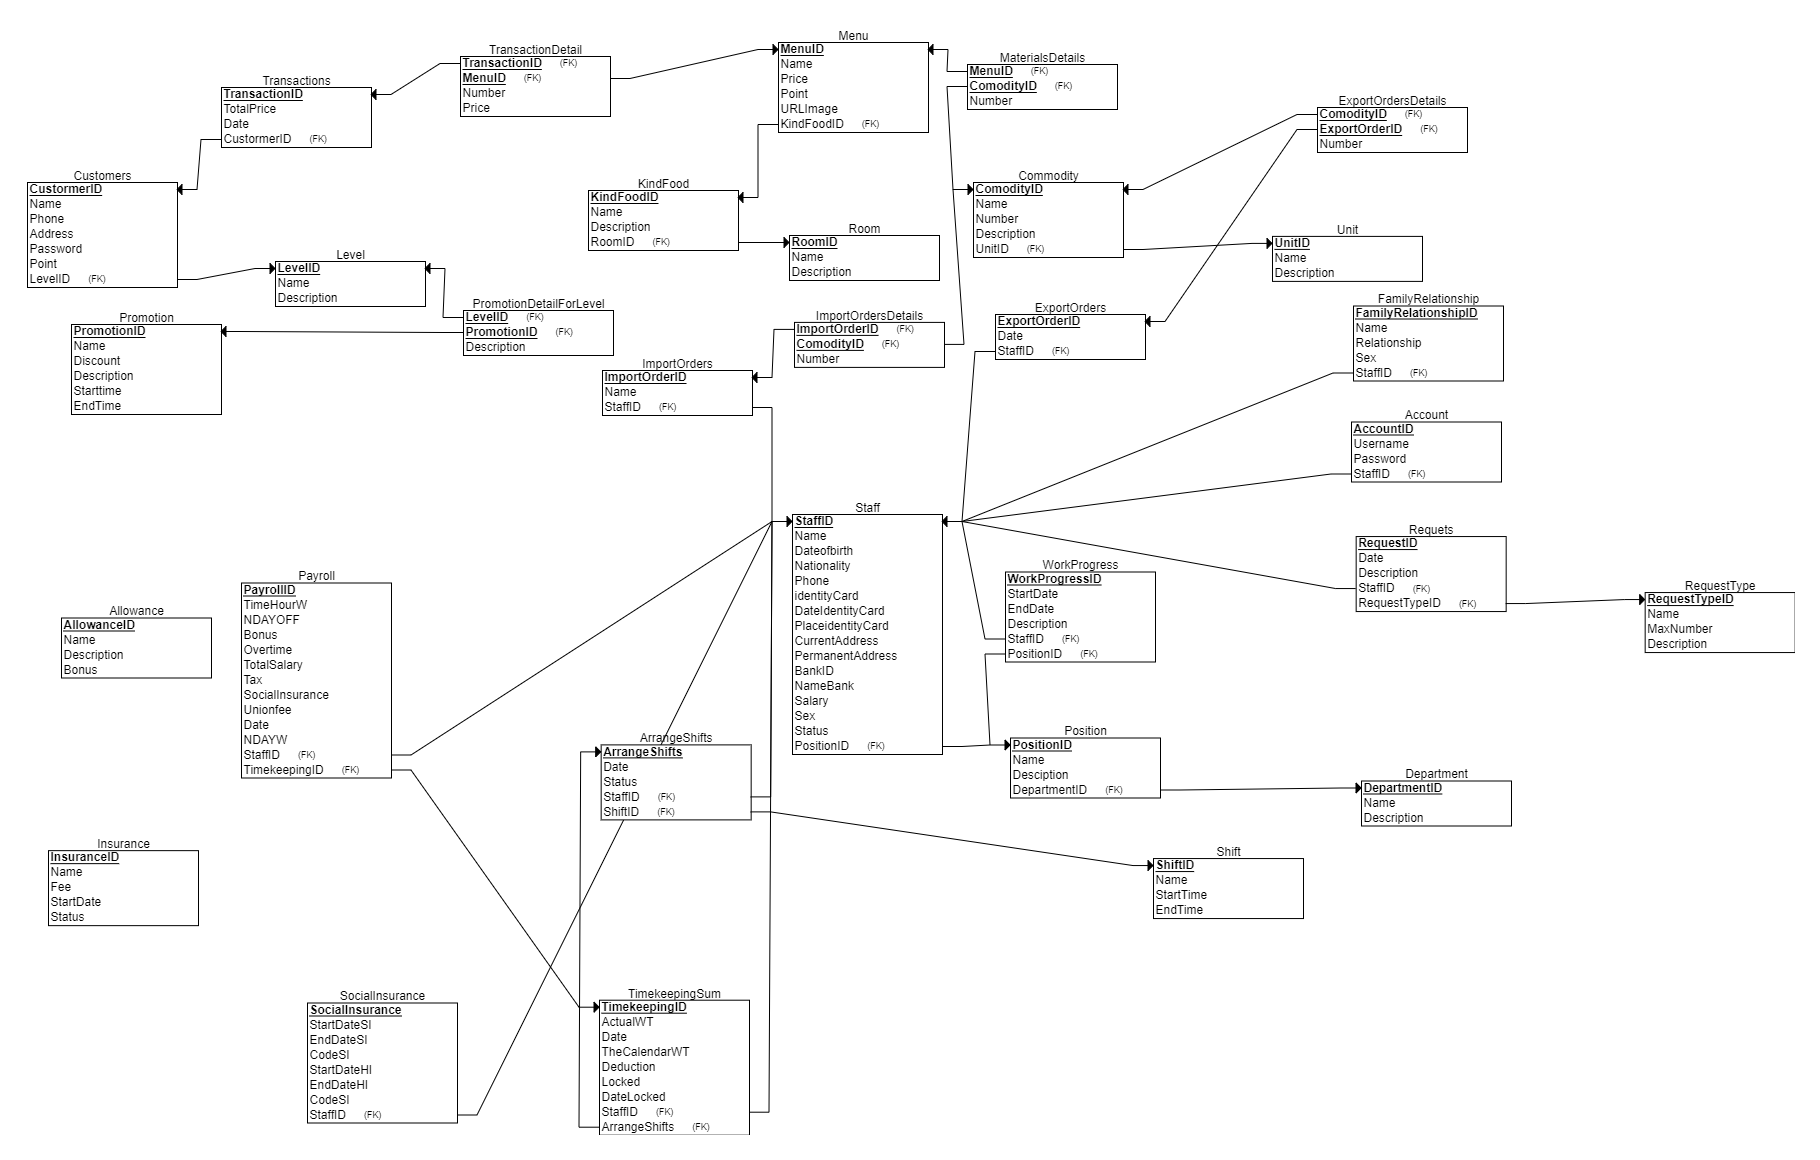 Menu
MenuID
Name
Price
Point
URLImage
KindFoodID (FK)
TransactionDetail
TransactionID (FK)
MenuID (FK)
Number
Price
MaterialsDetails
MenuID (FK)
ComodityID (FK)
Number
Transactions
TransactionID
TotalPrice
Date
CustormerID (FK)
ExportOrdersDetails
ComodityID (FK)
ExportOrderID (FK)
Number
Customers
CustormerID
Name
Phone
Address
Password
Point
LevelID (FK)
KindFood
KindFoodID
Name
Description
RoomID (FK)
Commodity
ComodityID
Name
Number
Description
UnitID (FK)
Room
RoomID
Name
Description
Unit
UnitID
Name
Description
Level
LevelID
Name
Description
PromotionDetailForLevel
LevelID (FK)
PromotionID (FK)
Description
Promotion
PromotionID
Name
Discount
Description
Starttime
EndTime
ImportOrdersDetails
ImportOrderID (FK)
ComodityID (FK)
Number
ExportOrders
ExportOrderID
Date
StaffID (FK)
FamilyRelationship
FamilyRelationshipID
Name
Relationship
Sex
StaffID (FK)
ImportOrders
ImportOrderID
Name
StaffID (FK)
Account
AccountID
Username
Password
StaffID (FK)
Staff
StaffID
Name
Dateofbirth
Nationality
Phone
identityCard
DateIdentityCard
PlaceidentityCard
CurrentAddress
PermanentAddress
BankID
NameBank
Salary
Sex
Status
PositionID (FK)
Requets
RequestID
Date
Description
StaffID (FK)
RequestTypeID (FK)
WorkProgress
WorkProgressID
StartDate
EndDate
Description
StaffID (FK)
PositionID (FK)
RequestType
RequestTypeID
Name
MaxNumber
Description
Payroll
PayrollID
TimeHourW
NDAYOFF
Bonus
Overtime
TotalSalary
Tax
SocialInsurance
Unionfee
Date
NDAYW
StaffID (FK)
TimekeepingID (FK)
Allowance
AllowanceID
Name
Description
Bonus
ArrangeShifts
ArrangeShifts
Date
Status
StaffID (FK)
ShiftID (FK)
Position
PositionID
Name
Desciption
DepartmentID (FK)
Department
DepartmentID
Name
Description
Insurance
InsuranceID
Name
Fee
StartDate
Status
Shift
ShiftID
Name
StartTime
EndTime
SocialInsurance
SocialInsurance
StartDateSI
EndDateSI
CodeSI
StartDateHI
EndDateHI
CodeSI
StaffID (FK)
TimekeepingSum
TimekeepingID
ActualWT
Date
TheCalendarWT
Deduction
Locked
DateLocked
StaffID (FK)
ArrangeShifts (FK)